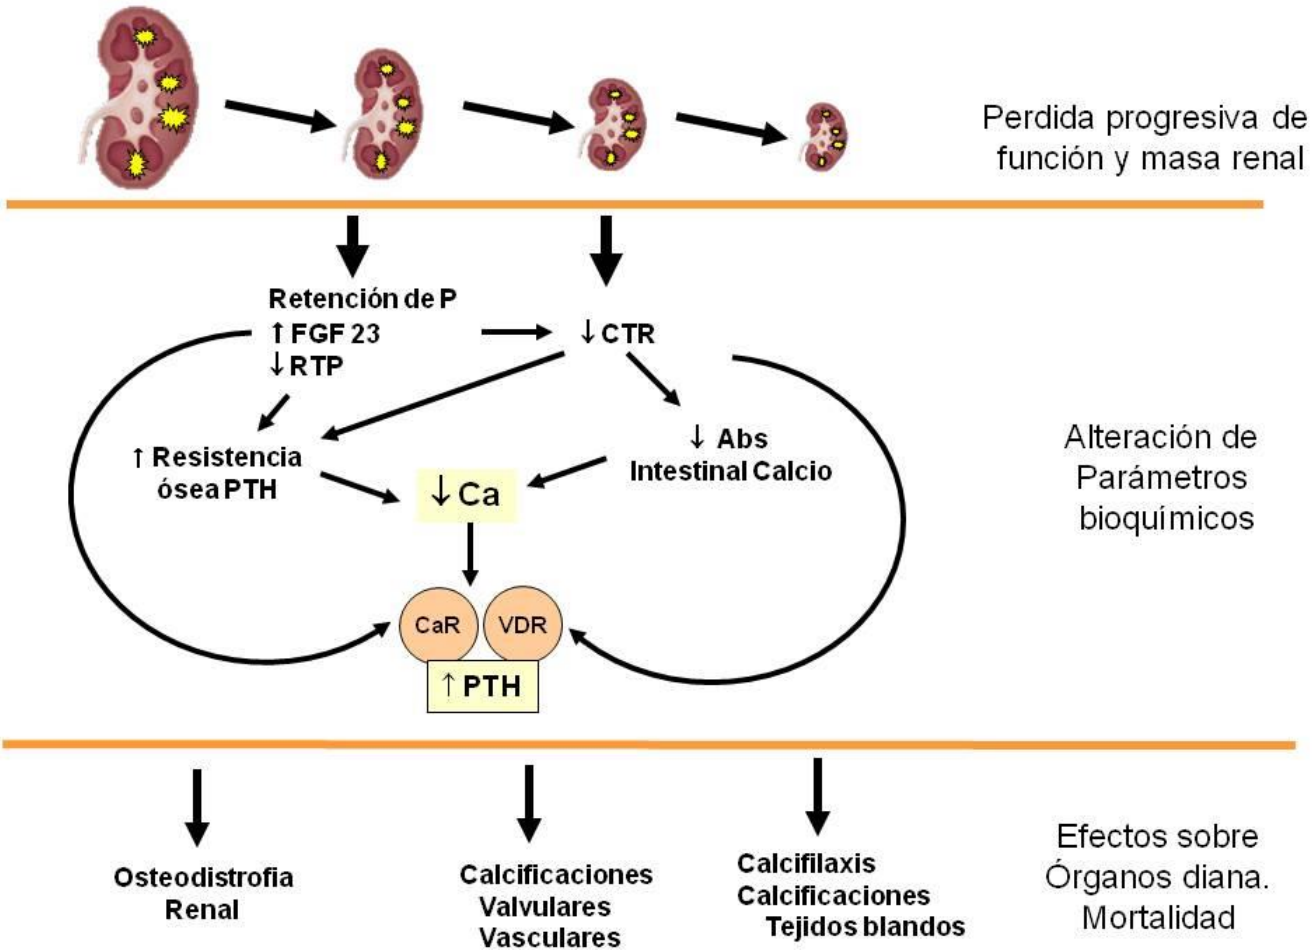 Perdida progresiva de
función y masa renal
Retención de P
↑ FGF 23
↓ RTP
↓ CTR
↑ Resistencia
ósea PTH
↓ Abs
Intestinal Calcio
↓ Ca
CaR
VDR
↑ PTH
Alteración de
Parámetros
bioquímicos
Osteodistrofia
Renal
Calcificaciones
Valvulares
Vasculares
Calcifilaxis
Calcificaciones
Tejidos blandos
Efectos sobre
Órganos diana.
Mortalidad